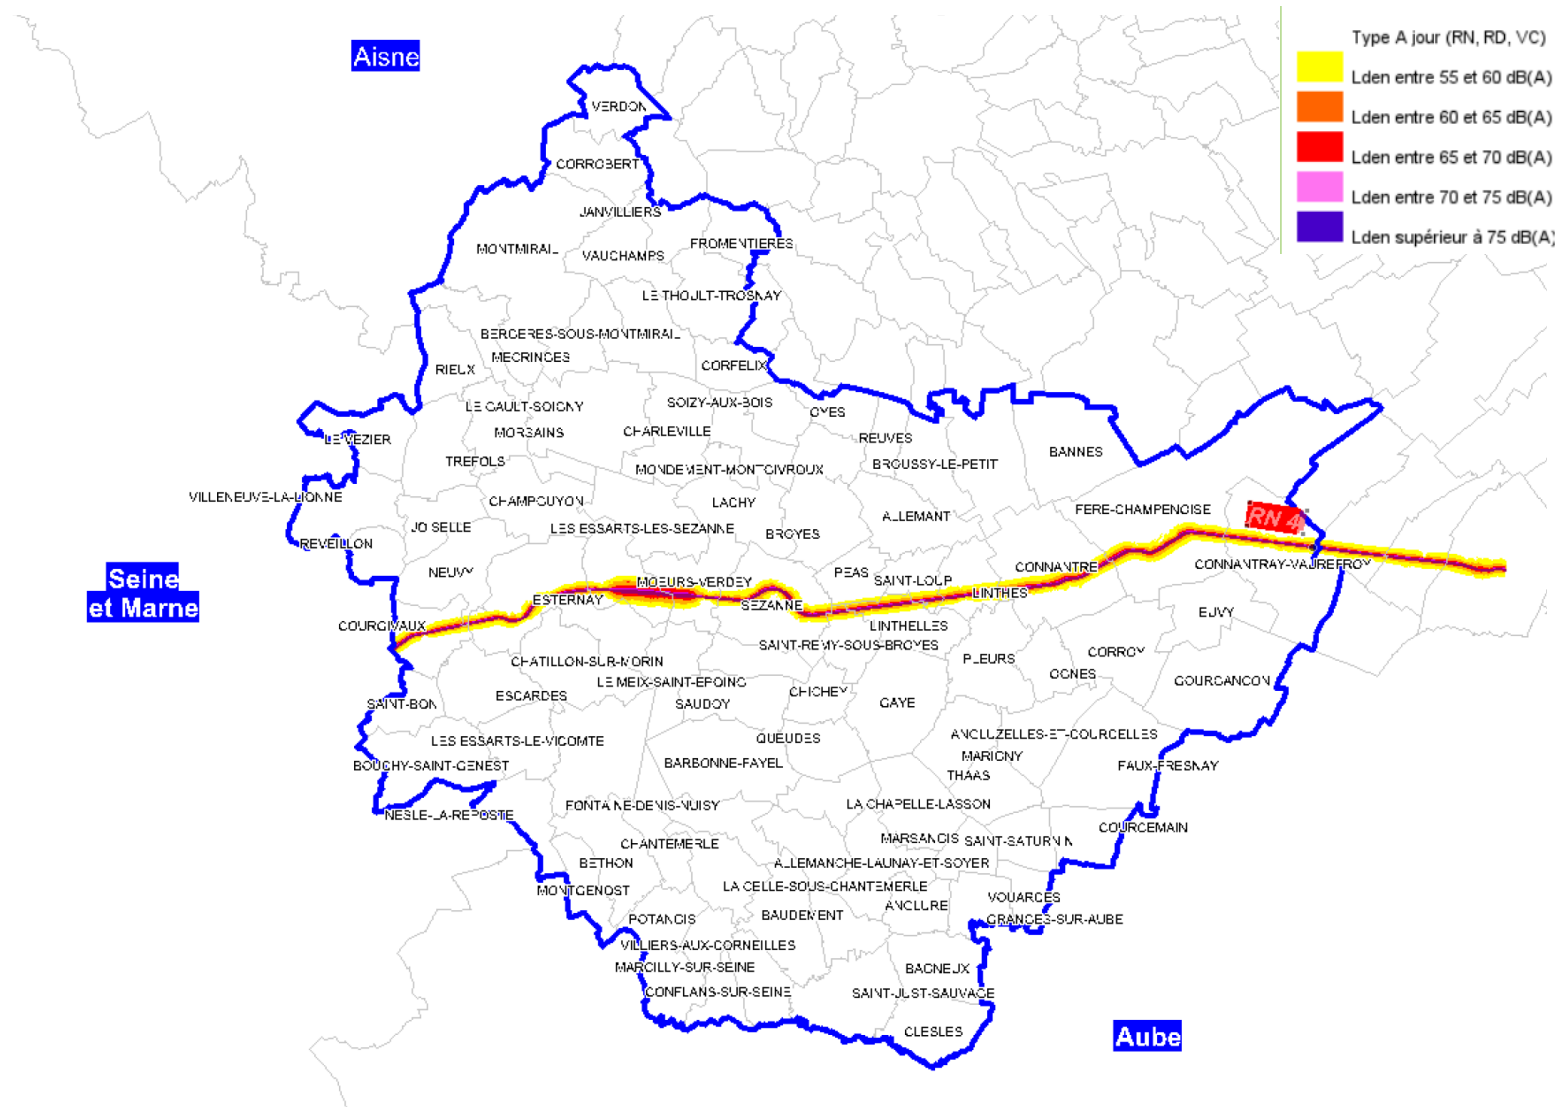 Aisne
Type A jour (RN, RD, VC)
Lden entre 55 et 60 dB(A)
Lden entre 60 et 65 dB(A)
Lden entre 65 et 70 dB(A)
Lden entre 70 et 75 dB(A)
Lden supérieur à 75 dB(A)
VERDON
CORROBERT
JANVILLIERS
MONTMIRAIL
VAUCHAMPS
FROMENTIERES
LE THOULT-TROSNAY
BERGERES-SOUS-MONTMIRAIL
MECRINGES
RIEUX
CORFELIX
LE GAULT-SOIGNY
SOIZY-AUX-BOIS
OYES
LE VEZIER
MORSAINS
CHARLEVILLE
REUVES
BANNES
TREFOLS
MONDEMENT-MONTGIVROUX
BROUSSY-LE-PETIT
VILLENEUVE-LA-LIONNE
CHAMPGUYON
LACHY
ALLEMANT
FERE-CHAMPENOISE
RN 4
JOISELLE
LES ESSARTS-LES-SEZANNE
BROYES
REVEILLON
NEUVY
MOEURS-VERDEY
PEAS
SAINT-LOUP
CONNANTRE
CONNANTRAY-VAUREFROY
Seine
et Marne
ESTERNAY
SEZANNE
LINTHES
COURGIVAUX
LINTHELLES
EUVY
SAINT-REMY-SOUS-BROYES
CHATILLON-SUR-MORIN
PLEURS
CORROY
LE MEIX-SAINT-EPOING
OGNES
GOURGANCON
ESCARDES
CHICHEY
SAINT-BON
SAUDOY
GAYE
LES ESSARTS-LE-VICOMTE
QUEUDES
ANGLUZELLES-ET-COURCELLES
MARIGNY
BOUCHY-SAINT-GENEST
BARBONNE-FAYEL
THAAS
FAUX-FRESNAY
NESLE-LA-REPOSTE
FONTAINE-DENIS-NUISY
LA CHAPELLE-LASSON
COURCEMAIN
CHANTEMERLE
MARSANGIS
SAINT-SATURNIN
BETHON
ALLEMANCHE-LAUNAY-ET-SOYER
MONTGENOST
LA CELLE-SOUS-CHANTEMERLE
VOUARCES
POTANGIS
BAUDEMENT
ANGLURE
GRANGES-SUR-AUBE
VILLIERS-AUX-CORNEILLES
MARCILLY-SUR-SEINE
BAGNEUX
CONFLANS-SUR-SEINE
SAINT-JUST-SAUVAGE
CLESLES
Aube